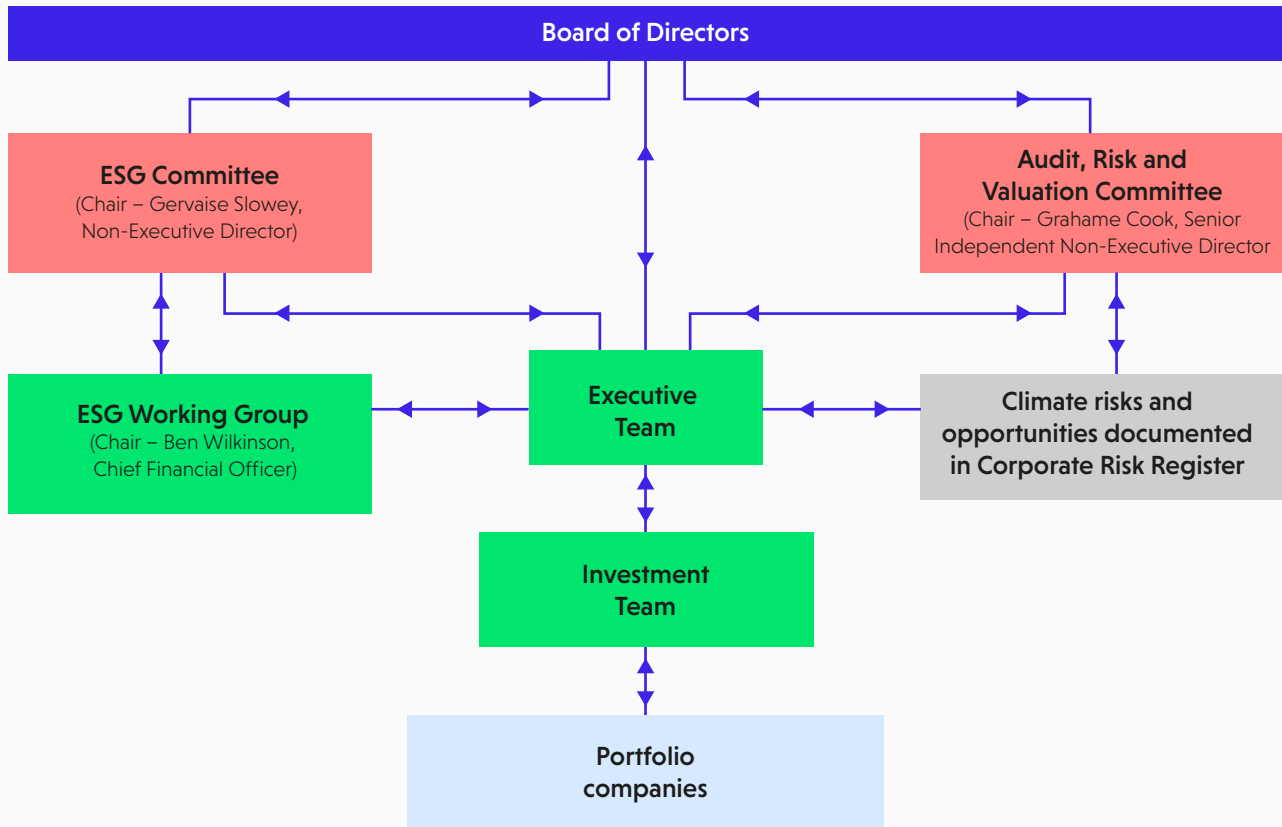 Board of Directors
ESG Committee
(Chair – Gervaise Slowey,
Non-Executive Director)
Audit, Risk and
Valuation Committee
(Chair – Grahame Cook, Senior
Independent Non-Executive Director
ESG Working Group
(Chair – Ben Wilkinson,
Chief Financial Officer)
Executive
Team
Climate risks and
opportunities documented
in Corporate Risk Register
Investment
Team
Portfolio
companies